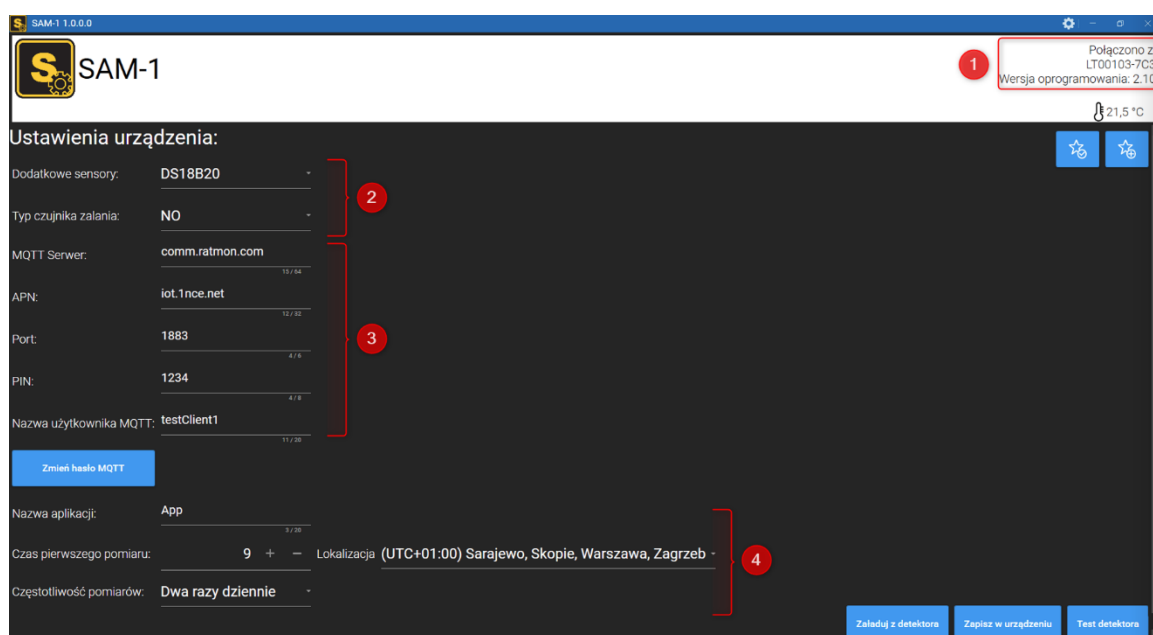 SAM-1 1.0.0.0
SAM-1
1
Połączono z
LT00103-7C3
Wersja oprogramowania: 2.10
21,5 °C
Ustawienia urządzenia:
Dodatkowe sensory: DS18B20
2
Typ czujnika zalania: NO
MQTT Serwer: comm.ratmon.com
15 / 64
APN: iot.1nce.net
12 / 32
Port: 1883
3
4 / 6
PIN: 1234
4 / 8
Nazwa użytkownika MQTT: testClient1
11 / 20
Zmień hasło MQTT
Nazwa aplikacji: App
3 / 20
Czas pierwszego pomiaru: 9 + − Lokalizacja (UTC+01:00) Sarajewo, Skopie, Warszawa, Zagrzeb
4
Częstotliwość pomiarów: Dwa razy dziennie
Załaduj z detektora Zapisz w urządzeniu Test detektora